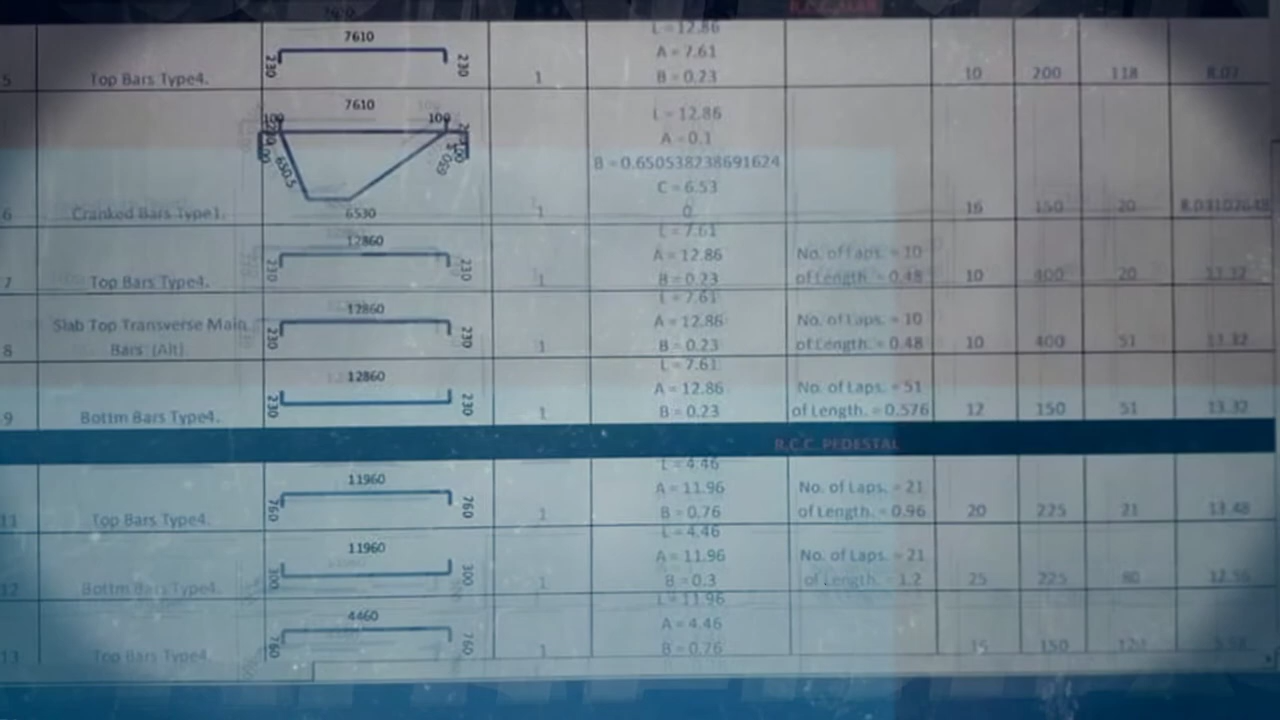 7610
230
230
L = 12.86
A = 7.61
B = 0.23
5
Top Bars Type4.
1
10
200
118
8.07
7610
100
100
650.5
6530
L = 12.86
A = 0.1
B = 0.650538238691624
C = 6.53
0
6
Cranked Bars Type1.
1
16
150
20
12860
230
230
L = 7.61
A = 12.86
B = 0.23
No. of Laps. = 10
of Length. = 0.48
7
Top Bars Type4.
1
10
400
20
13.32
12860
230
230
L = 7.61
A = 12.86
B = 0.23
No. of Laps. = 10
of Length. = 0.48
8
Slab Top Transverse Main
Bars (Alt)
1
10
400
51
13.32
12860
230
230
L = 7.61
A = 12.86
B = 0.23
No. of Laps. = 51
of Length. = 0.576
9
Bottm Bars Type4.
1
12
150
51
13.32
R.C.C. PEDESTAL
11960
760
760
L = 4.46
A = 11.96
B = 0.76
No. of Laps. = 21
of Length. = 0.96
11
Top Bars Type4.
1
20
225
21
13.48
11960
300
300
L = 4.46
A = 11.96
B = 0.3
No. of Laps. = 21
of Length. = 1.2
12
Bottm Bars Type4.
1
25
225
12.56
4460
760
760
L = 11.96
A = 4.46
B = 0.76
13
Top Bars Type4.
1
150